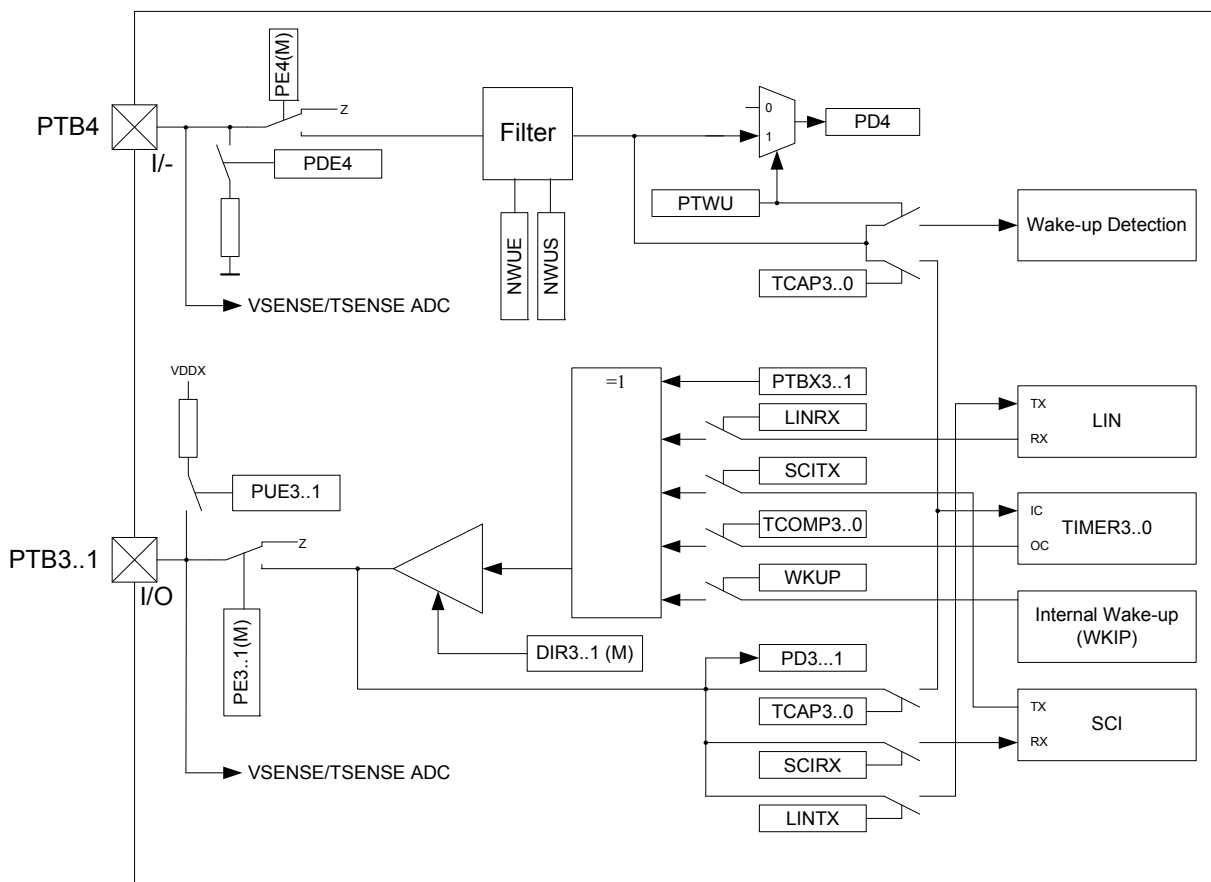 PE4(M)
Z
PTB4
I/-
Filter
0
1
PD4
PDE4
PTWU
NWUE
NWUS
Wake-up Detection
TCAP3..0
VSENSE/TSENSE ADC
VDDX
=1
PTBX3..1
LINRX
TX
LIN
RX
SCITX
PUE3..1
TCOMP3..0
IC
TIMER3..0
OC
PTB3..1
I/O
Z
WKUP
Internal Wake-up
(WKIP)
PE3..1(M)
DIR3..1 (M)
PD3...1
TCAP3..0
TX
SCI
RX
SCIRX
VSENSE/TSENSE ADC
LINTX